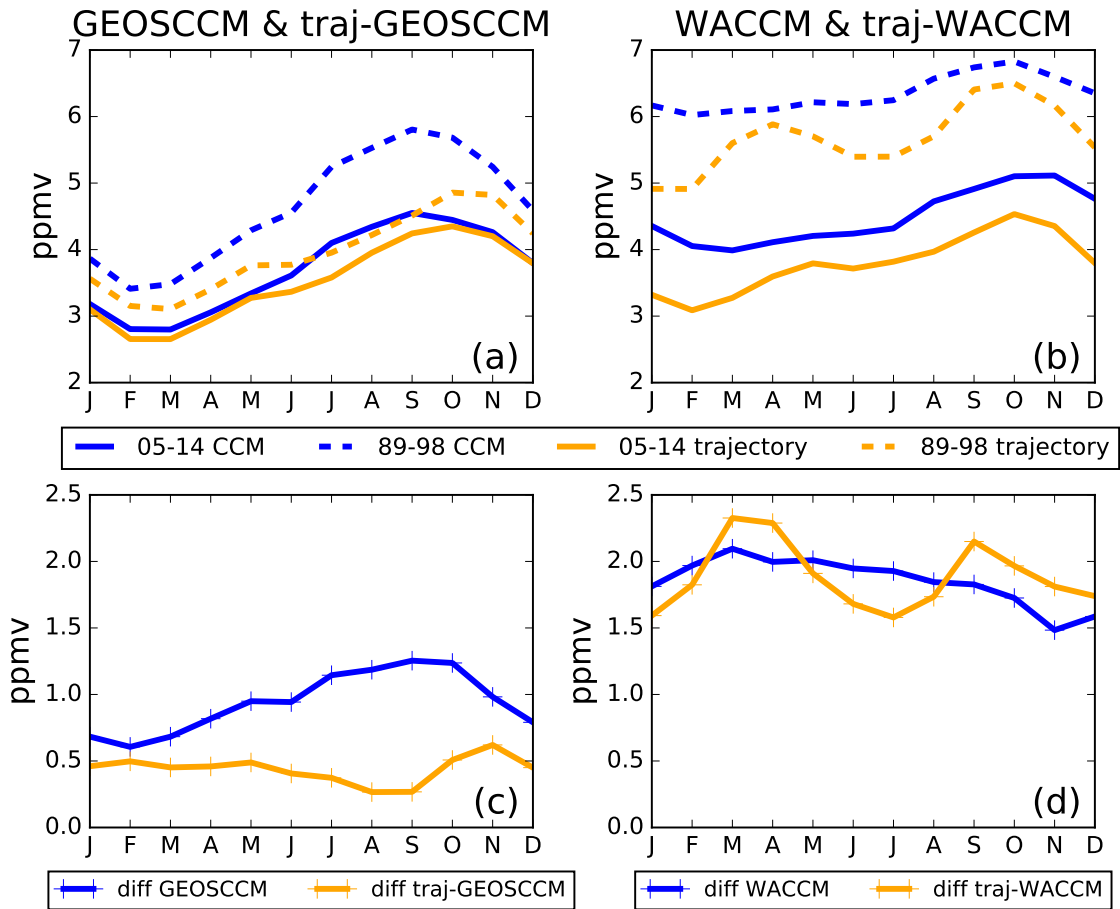 GEOSCCM & traj-GEOSCCM
WACCM & traj-WACCM
7
6
5
4
3
2
ppmv
J F M A M J J A S O N D
(a)
7
6
5
4
3
2
ppmv
J F M A M J J A S O N D
(b)
05-14 CCM 89-98 CCM 05-14 trajectory 89-98 trajectory
2.5
2.0
1.5
1.0
0.5
0.0
ppmv
J F M A M J J A S O N D
(c)
2.5
2.0
1.5
1.0
0.5
0.0
ppmv
J F M A M J J A S O N D
(d)
diff GEOSCCM diff traj-GEOSCCM
diff WACCM diff traj-WACCM